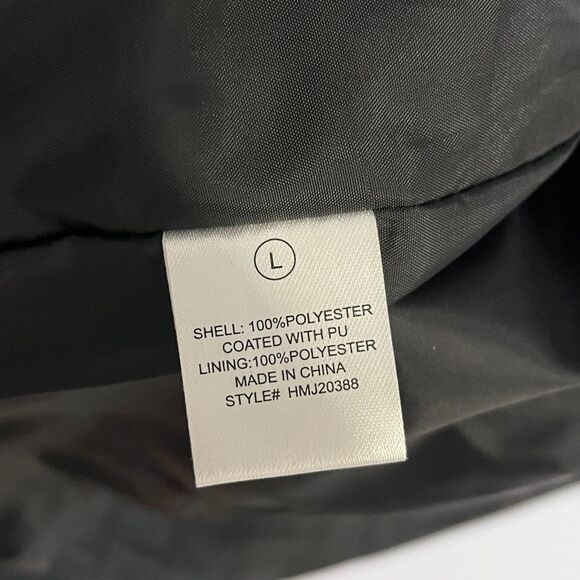 L
SHELL: 100%POLYESTER
COATED WITH PU
LINING:100%POLYESTER
MADE IN CHINA
STYLE# HMJ20388